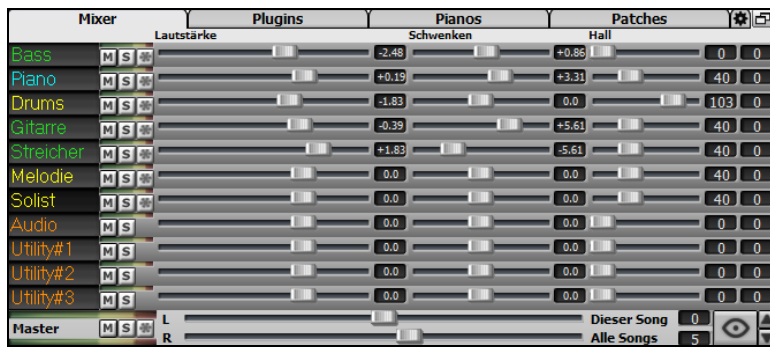 Mixer Plugins Pianos Patches
Lautstärke Schwenken Hall
Bass M S -2.48 +0.86 0 0
Piano M S +0.19 +3.31 40 0
Drums M S -1.83 0.0 103 0
Gitarre M S -0.39 +5.61 40 0
Streicher M S +1.83 -5.61 40 0
Melodie M S 0.0 0.0 40 0
Solist M S 0.0 0.0 40 0
Audio M S 0.0 0.0 0 0
Utility#1 M S 0.0 0.0 0 0
Utility#2 M S 0.0 0.0 0 0
Utility#3 M S 0.0 0.0 0 0
Master M S L Dieser Song 0
R Alle Songs 5